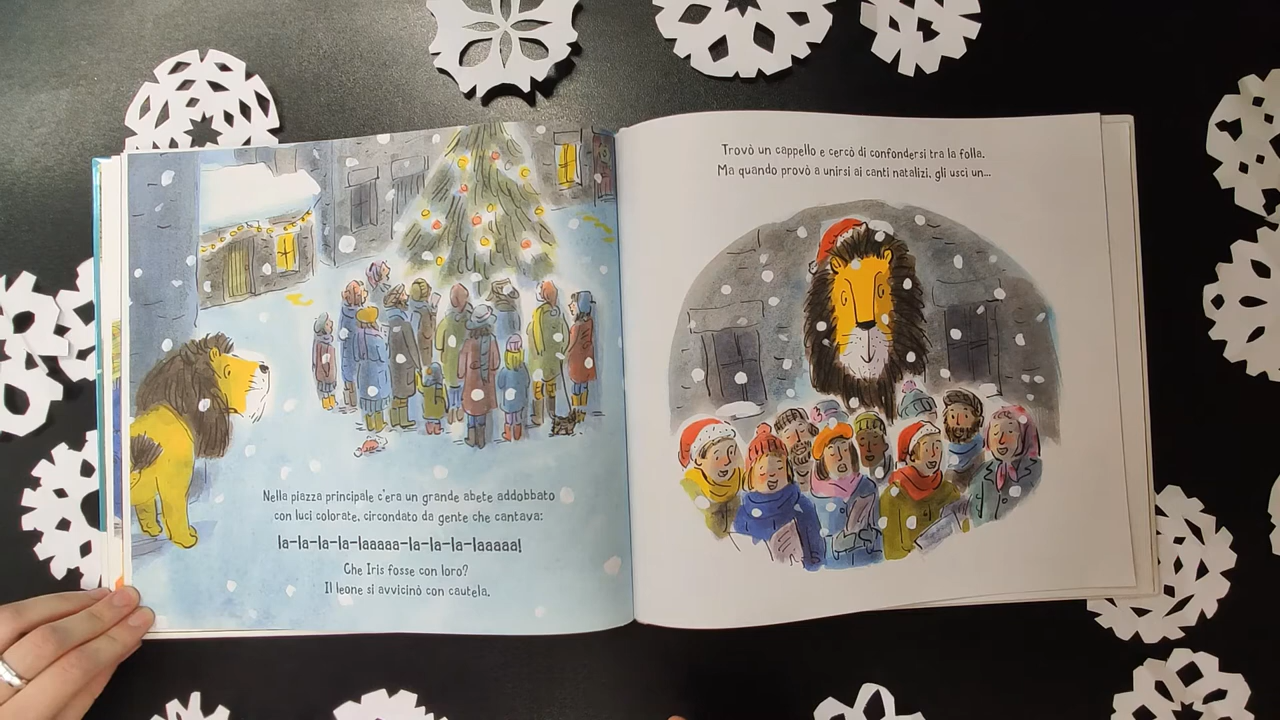 Nella piazza principale c'era un grande abete addobbato
con luci colorate, circondato da gente che cantava:
la-la-la-la-laaaaa-la-la-la-laaaaa!
Che Iris fosse con loro?
Il leone si avvicinò con cautela.
Trovò un cappello e cercò di confondersi tra la folla.
Ma quando provò a unirsi ai canti natalizi, gli uscì un...